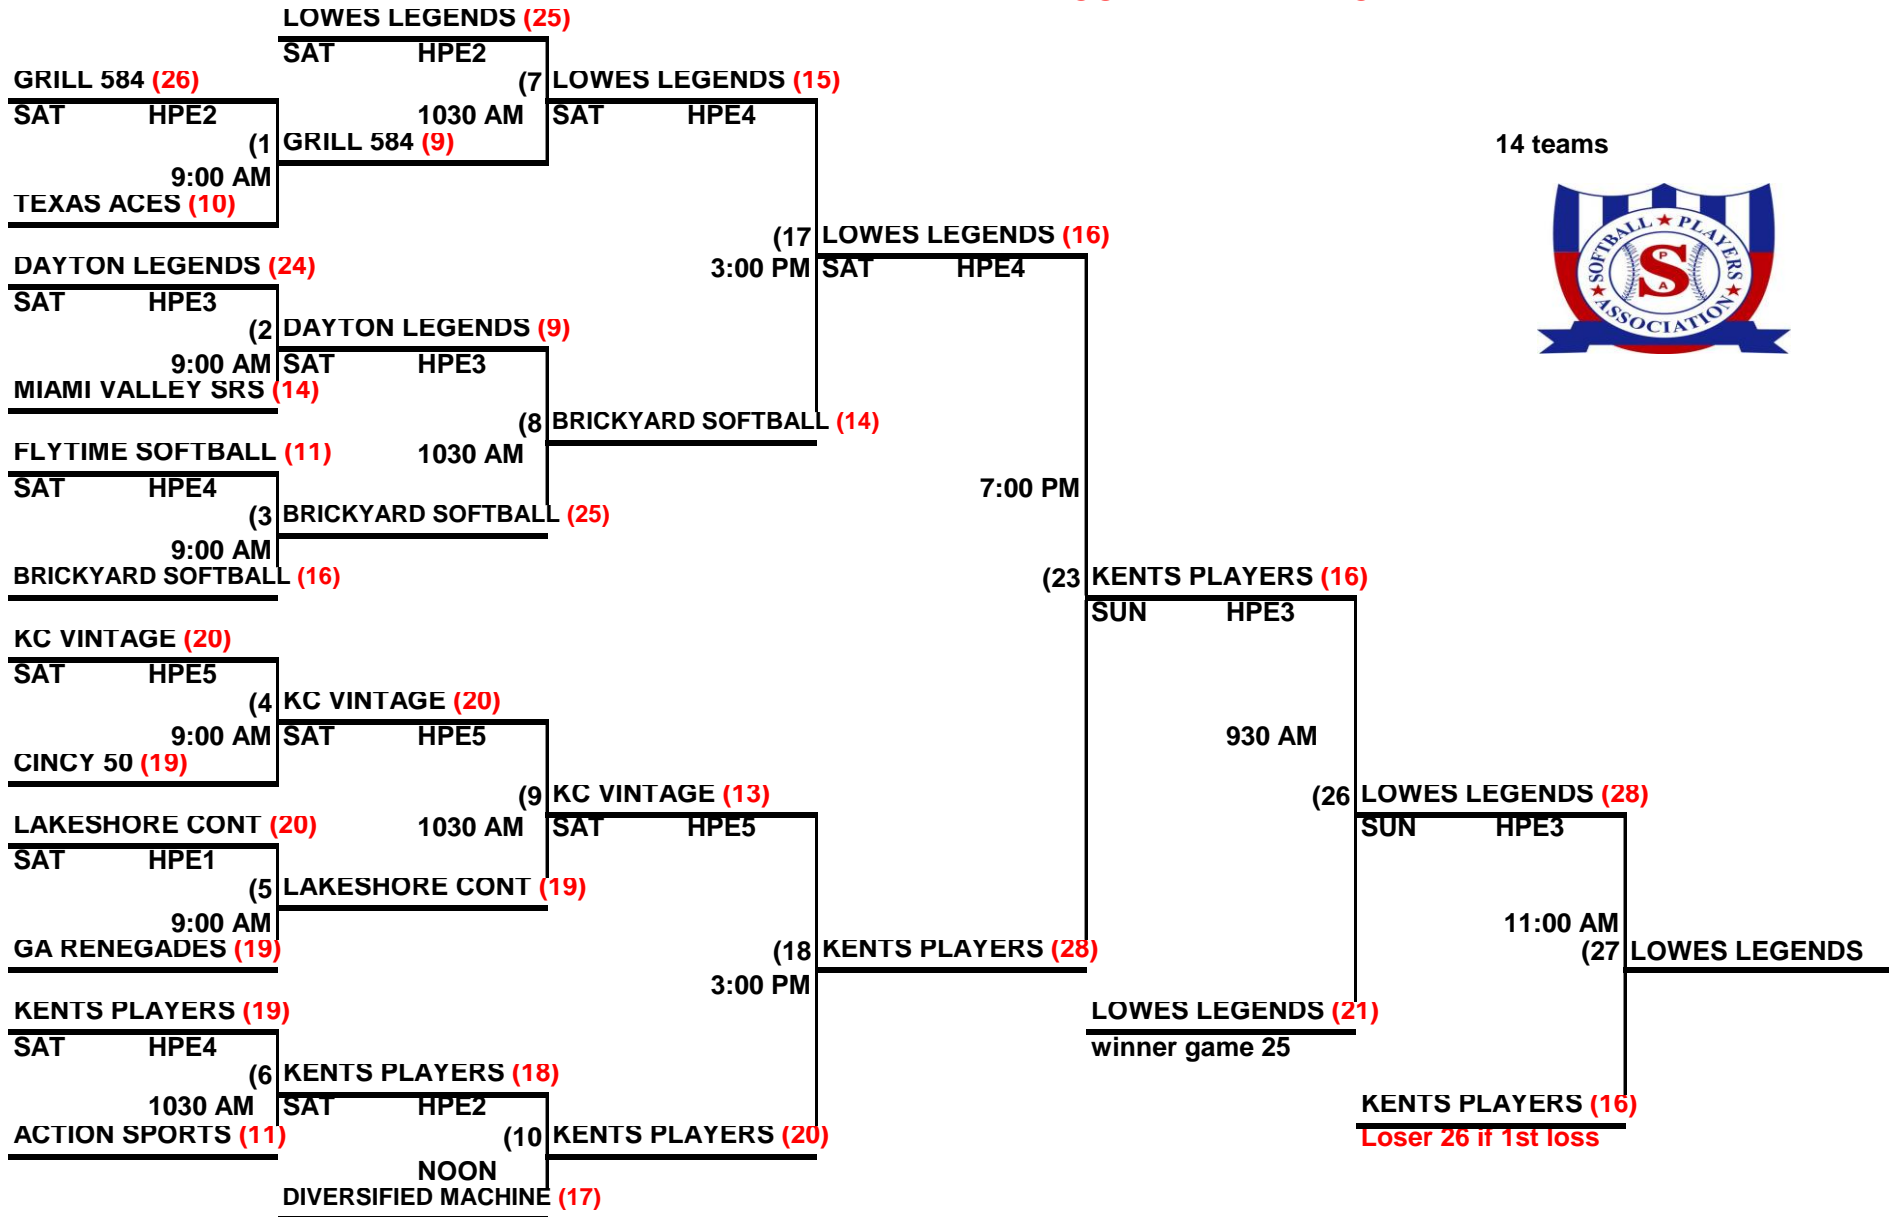 LOWES LEGENDS (25)
SAT HPE2
GRILL 584 (26)
(7 LOWES LEGENDS (15)
SAT HPE2
1030 AM SAT HPE4
(1 GRILL 584 (9)
14 teams
9:00 AM
TEXAS ACES (10)
SOFTBALL ★ PLAYERS
P
S
A
★ ASSOCIATION ★
(17 LOWES LEGENDS (16)
DAYTON LEGENDS (24)
3:00 PM SAT HPE4
SAT HPE3
(2 DAYTON LEGENDS (9)
9:00 AM SAT HPE3
MIAMI VALLEY SRS (14)
(8 BRICKYARD SOFTBALL (14)
FLYTIME SOFTBALL (11)
1030 AM
SAT HPE4
7:00 PM
(3 BRICKYARD SOFTBALL (25)
9:00 AM
BRICKYARD SOFTBALL (16)
(23 KENTS PLAYERS (16)
SUN HPE3
KC VINTAGE (20)
SAT HPE5
(4 KC VINTAGE (20)
9:00 AM SAT HPE5
930 AM
CINCY 50 (19)
(9 KC VINTAGE (13)
(26 LOWES LEGENDS (28)
LAKESHORE CONT (20)
1030 AM SAT HPE5
SUN HPE3
SAT HPE1
(5 LAKESHORE CONT (19)
9:00 AM
11:00 AM
GA RENEGADES (19)
(18 KENTS PLAYERS (28)
(27 LOWES LEGENDS
3:00 PM
KENTS PLAYERS (19)
LOWES LEGENDS (21)
SAT HPE4
winner game 25
(6 KENTS PLAYERS (18)
1030 AM SAT HPE2
KENTS PLAYERS (16)
ACTION SPORTS (11)
(10 KENTS PLAYERS (20)
Loser 26 if 1st loss
NOON
DIVERSIFIED MACHINE (17)